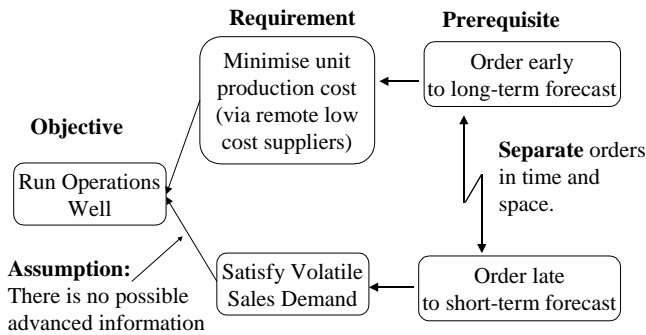 Requirement
Prerequisite
Minimise unit
production cost
(via remote low
cost suppliers)
Order early
to long-term forecast
Objective
Separate orders
in time and
space.
Run Operations
Well
Assumption:
There is no possible
advanced information
Satisfy Volatile
Sales Demand
Order late
to short-term forecast